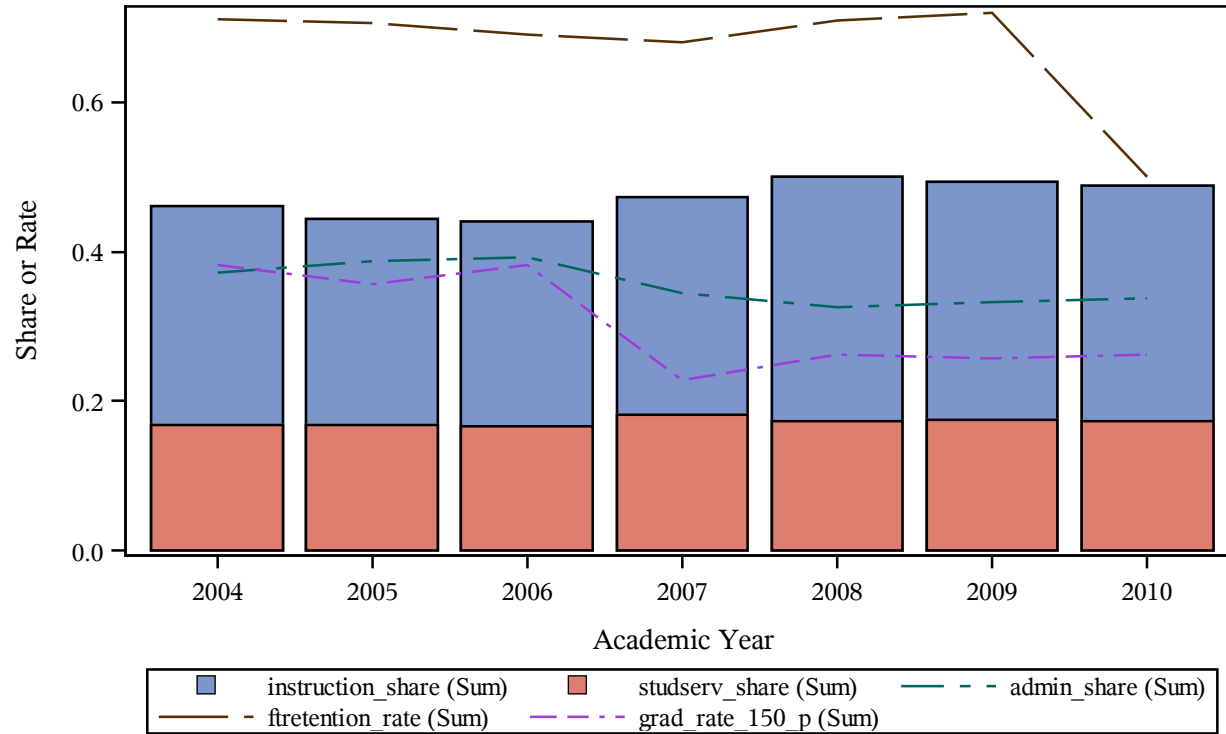 0.6
0.4
0.2
0.0
Share or Rate
2004 2005 2006 2007 2008 2009 2010
Academic Year
instruction_share (Sum) studserv_share (Sum) admin_share (Sum)
ftretention_rate (Sum) grad_rate_150_p (Sum)